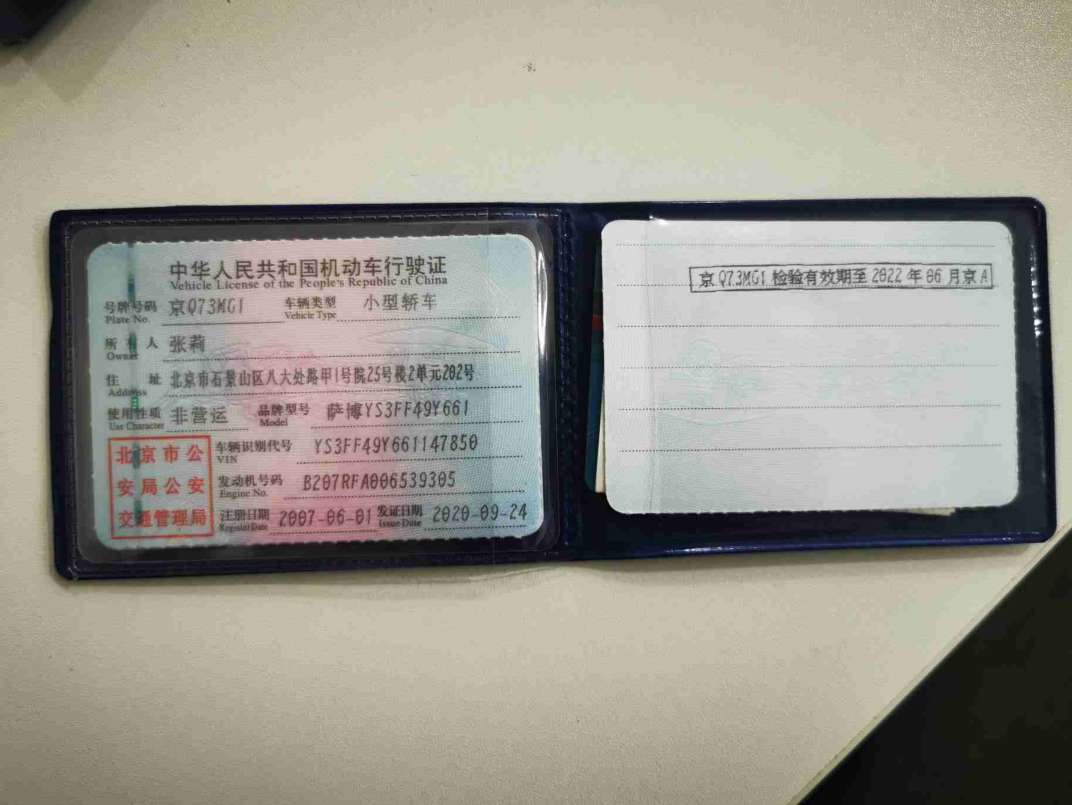 中华人民共和国机动车行驶证
Vehicle License of the People's Republic of China
号牌号码 京Q73MG1 车辆类型 小型轿车
Plate No. Vehicle Type
所有人 张莉
Owner
住址 北京市石景山区八大处路甲1号院25号楼2单元202号
Address
使用性质 非营运 品牌型号 萨博YS3FF49Y661
Use Character Model
北京市公
安局公安
交通管理局
车辆识别代号 YS3FF49Y661147850
VIN
发动机号码 B207RFA006539305
Engine No.
注册日期 2007-06-01 发证日期 2020-09-24
Register Date Issue Date
京Q73MG1 检验有效期至 2022 年 06 月京A